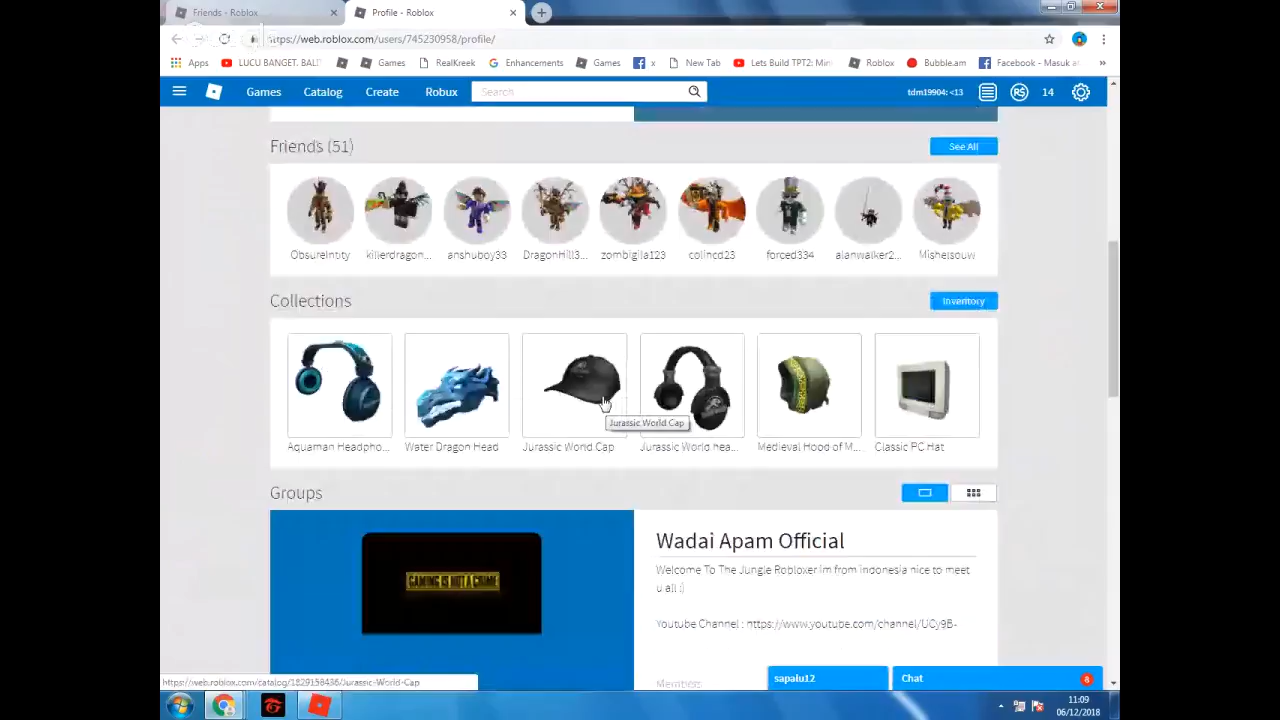 Friends - Roblox
Profile - Roblox
https://web.roblox.com/users/745230958/profile/
Apps LUCU BANGET. BAL Games RealKreek Enhancements Games x New Tab Lets Build TPT2: Min Roblox Bubble.am Facebook - Masuk a
Games Catalog Create Robux Search tdm19904: <13 R$ 14
Friends (51) See All
ObsureIntity killerdragon... anshuboy33 DragonHill3... zombigila123 colincd23 forced334 alanwalker2... Mishelsouw
Collections Inventory
Jurassic World Cap
Aquaman Headpho... Water Dragon Head Jurassic World Cap Jurassic World hea... Medieval Hood of M... Classic PC Hat
Groups
GAMING IS NOT A CRIME
Wadai Apam Official
Welcome To The Jungle Robloxer im from indonesia nice to meet
u all :)
Youtube Channel : https://www.youtube.com/channel/UCy9B-
Members:
sapalu12 Chat 8
https://web.roblox.com/catalog/1829158436/Jurassic-World-Cap
11:09
06/12/2018